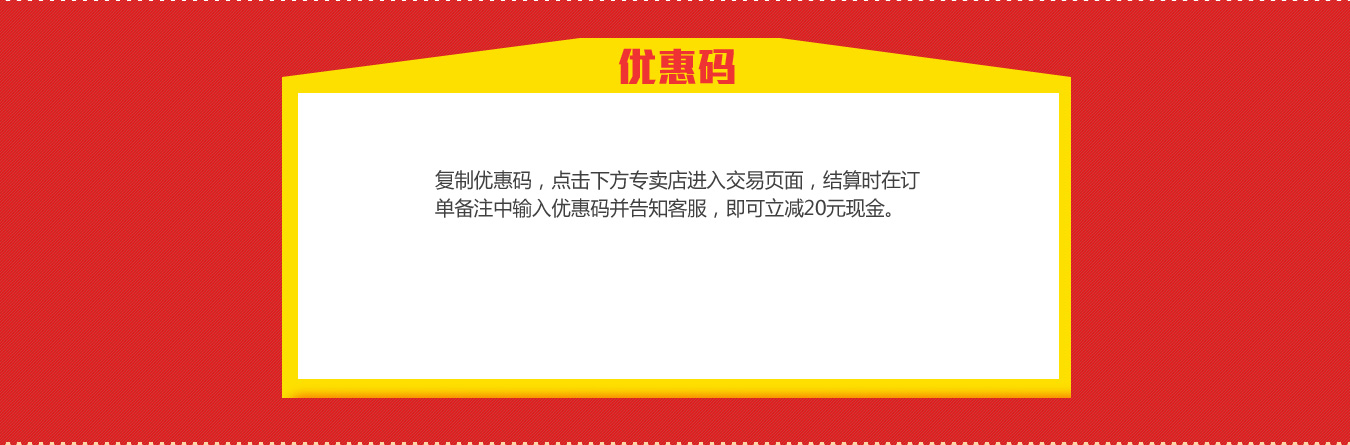 优惠码
复制优惠码，点击下方专卖店进入交易页面，结算时在订
单备注中输入优惠码并告知客服，即可立减20元现金。